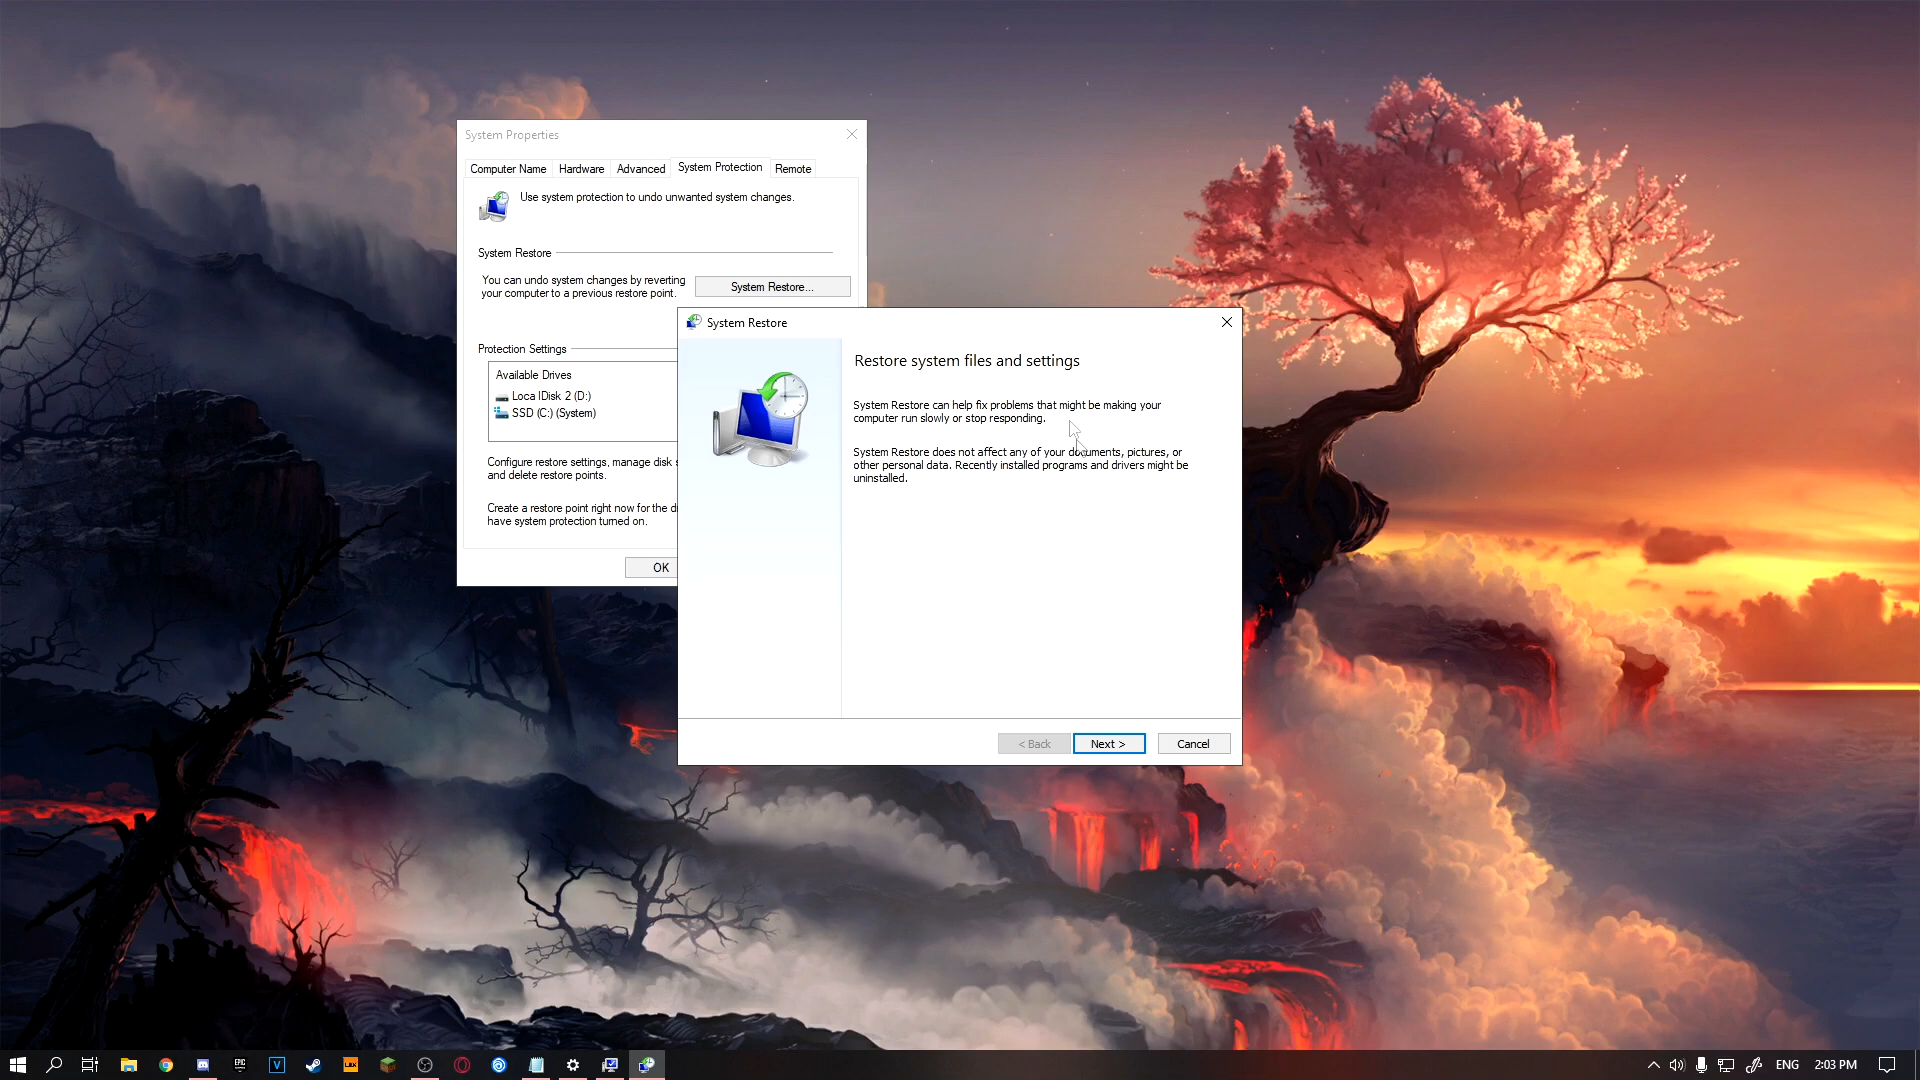 System Properties
Computer Name
Hardware
Advanced
System Protection
Remote
Use system protection to undo unwanted system changes.
System Restore
You can undo system changes by reverting
your computer to a previous restore point.
System Restore...
Protection Settings
Available Drives
Loca lDisk 2 (D:)
SSD (C:) (System)
Configure restore settings, manage disk
and delete restore points.
Create a restore point right now for the
have system protection turned on.
OK
System Restore
Restore system files and settings
System Restore can help fix problems that might be making your
computer run slowly or stop responding.
System Restore does not affect any of your documents, pictures, or
other personal data. Recently installed programs and drivers might be
uninstalled.
< Back
Next >
Cancel
EPIC
V
ENG
2:03 PM